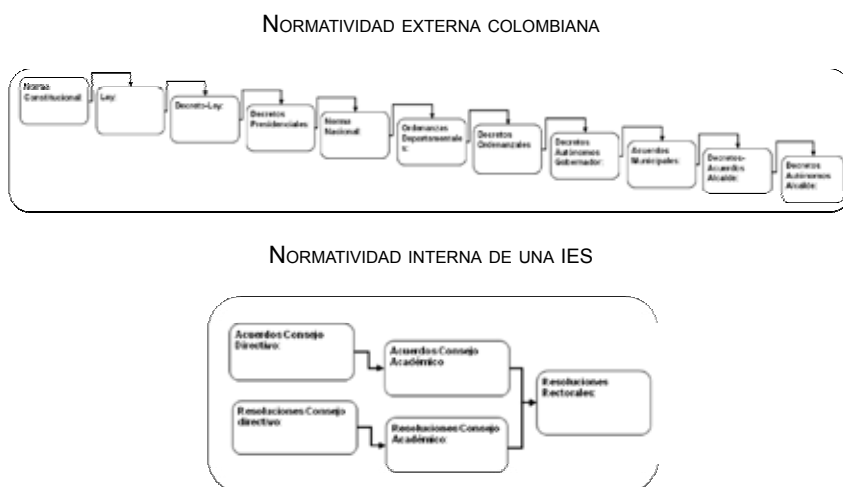 NORMATIVIDAD EXTERNA COLOMBIANA
Norma
Constitucional:
Ley:
Decreto-Ley:
Decretos
Presidenciales
Norma
Nacional:
Ordenanzas
Departamentale
s:
Decretos
Ordenanzales
Decretos
Autónomos
Gobernador:
Acuerdos
Municipales:
Decretos-
Acuerdos
Alcalde:
Decretos
Autónomos
Alcalde:
NORMATIVIDAD INTERNA DE UNA IES
Acuerdos Consejo
Directivo:
Acuerdos Consejo
Académico
Resoluciones
Rectorales:
Resoluciones Consejo
directivo:
Resoluciones Consejo
Académico: